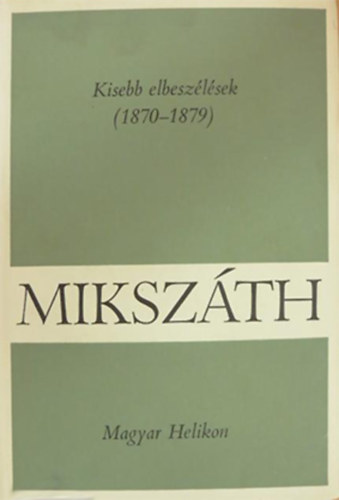 Kisebb elbeszélések
(1870–1879)
MIKSZÁTH
Magyar Helikon